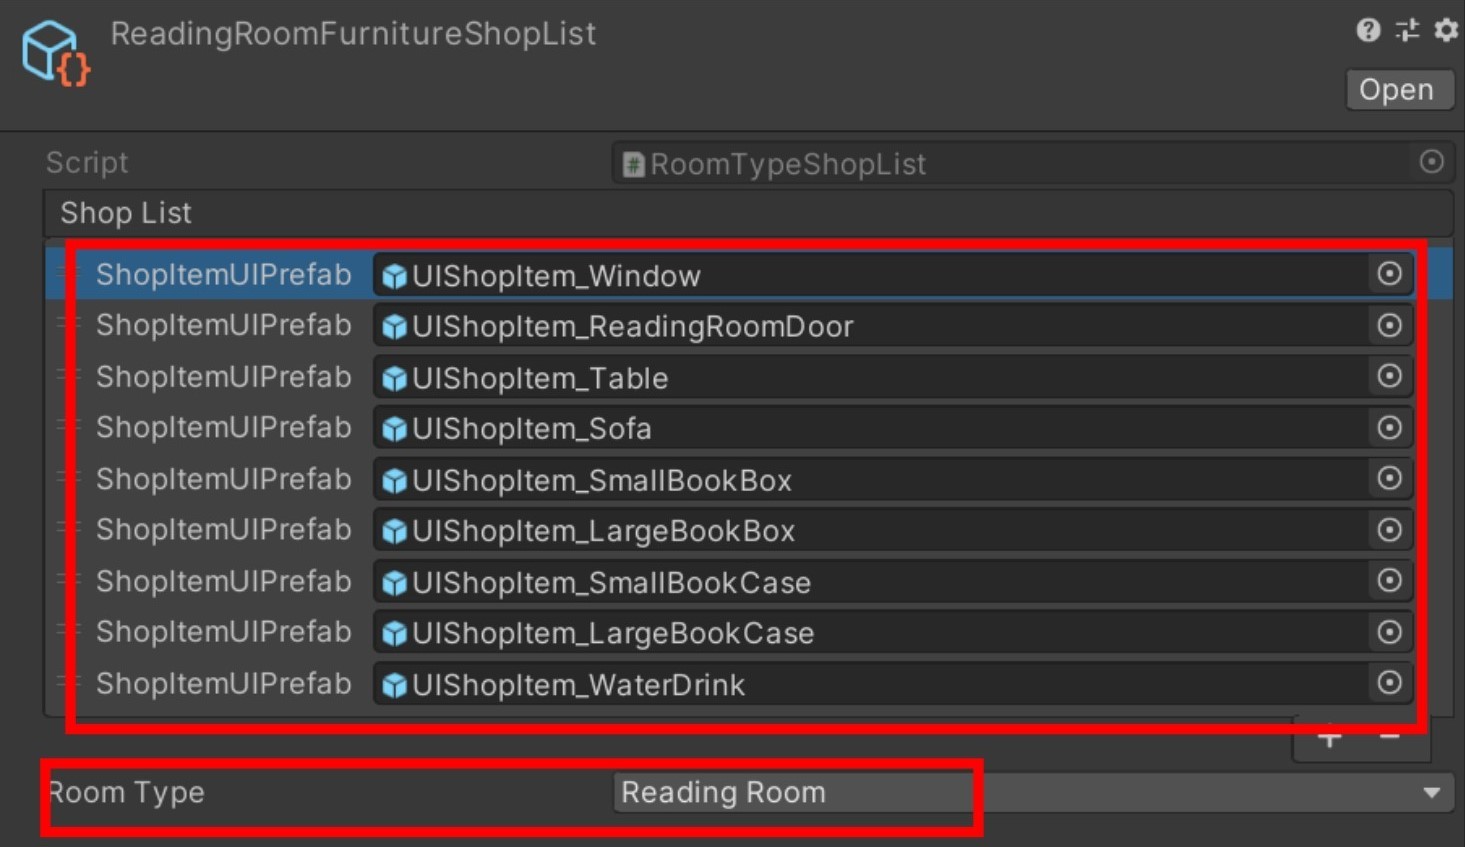 ReadingRoomFurnitureShopList
Open
Script RoomTypeShopList
Shop List
ShopItemUIPrefab UIShopItem_Window
ShopItemUIPrefab UIShopItem_ReadingRoomDoor
ShopItemUIPrefab UIShopItem_Table
ShopItemUIPrefab UIShopItem_Sofa
ShopItemUIPrefab UIShopItem_SmallBookBox
ShopItemUIPrefab UIShopItem_LargeBookBox
ShopItemUIPrefab UIShopItem_SmallBookCase
ShopItemUIPrefab UIShopItem_LargeBookCase
ShopItemUIPrefab UIShopItem_WaterDrink
Room Type Reading Room